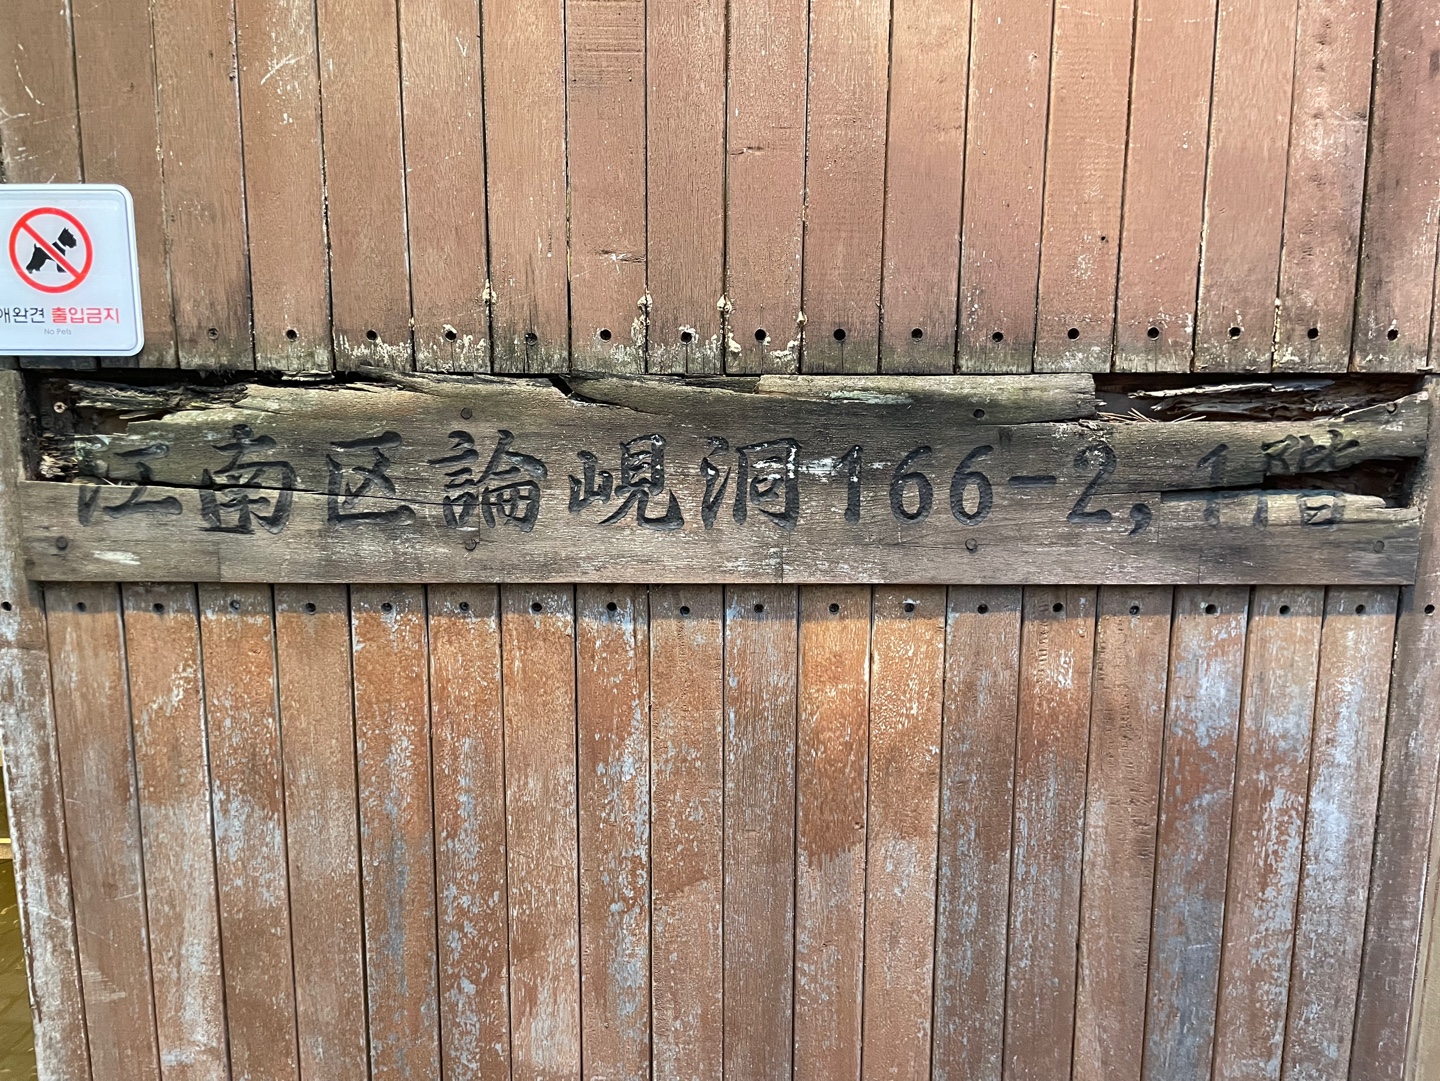 애완견 출입금지
No Pets
江南区論峴洞166-2, 1階